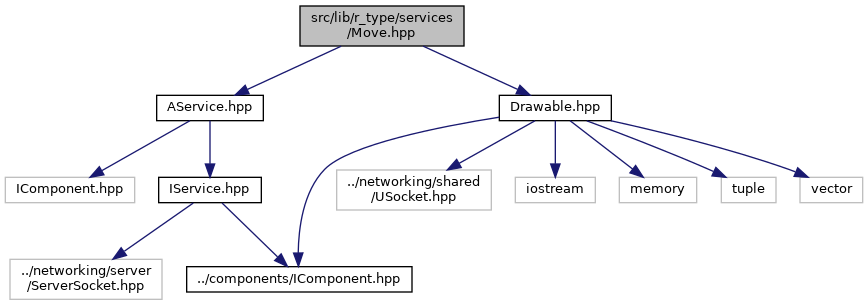 src/lib/r_type/services
/Move.hpp
AService.hpp
Drawable.hpp
IComponent.hpp
IService.hpp
../networking/shared
/USocket.hpp
iostream
memory
tuple
vector
../networking/server
/ServerSocket.hpp
../components/IComponent.hpp